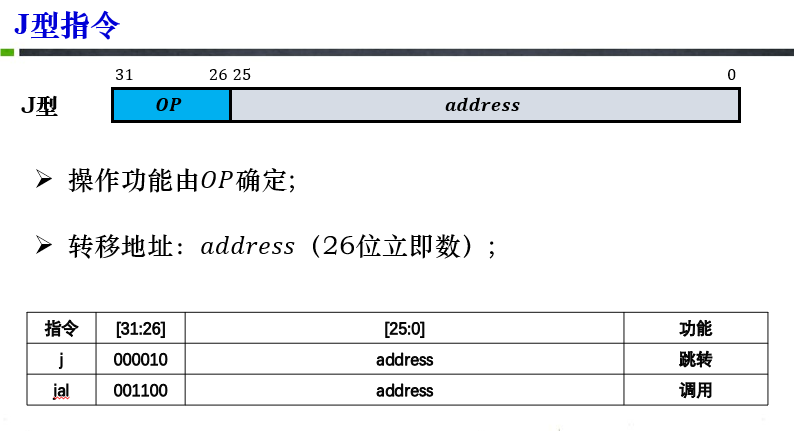 J型指令
31 26 25 0
J型 OP address
➢ 操作功能由OP确定;
➢ 转移地址：address（26位立即数）;
指令 [31:26] [25:0] 功能
j 000010 address 跳转
jal 001100 address 调用